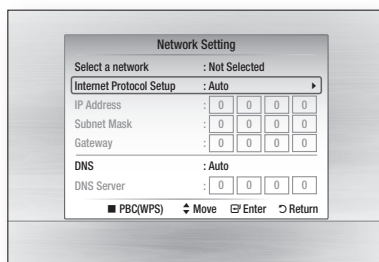 Network Setting
Select a network : Not Selected
Internet Protocol Setup : Auto
IP Address : 0 0 0 0
Subnet Mask : 0 0 0 0
Gateway : 0 0 0 0
DNS : Auto
DNS Server : 0 0 0 0
PBC(WPS) Move Enter Return